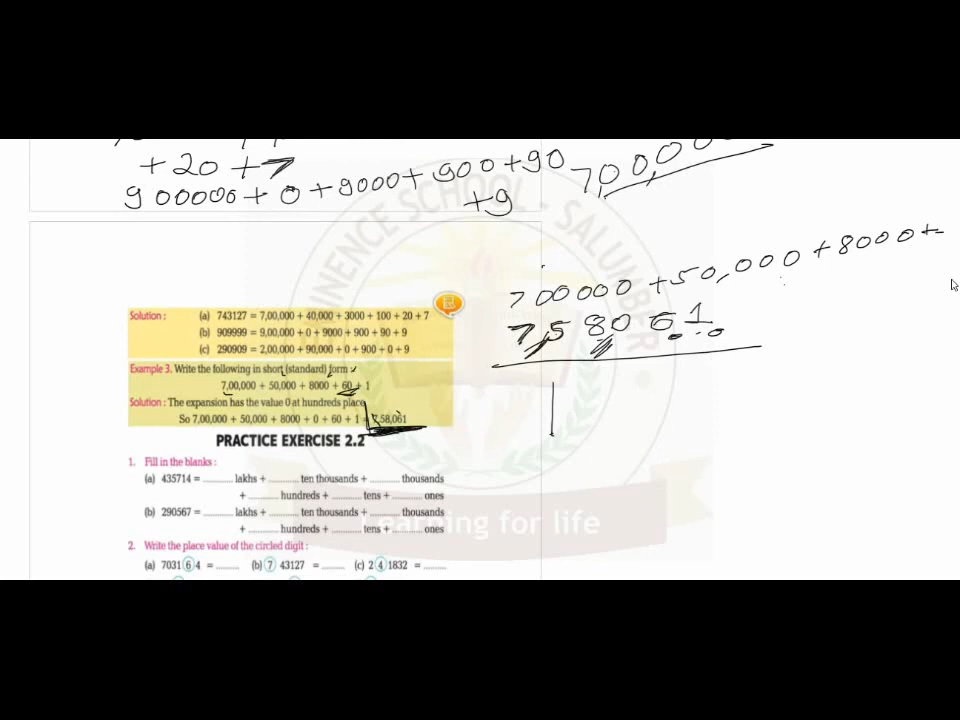 + 20 + 7
900000 + 0 + 9000 + 900 + 90
+ 9
7,00,000
EMINENCE SCHOOL - SALUMBER
700000 + 50,000 + 8000 +
7,58061
Solution : (a) 743127 = 7,00,000 + 40,000 + 3000 + 100 + 20 + 7
(b) 909999 = 9,00,000 + 0 + 9000 + 900 + 90 + 9
(c) 290909 = 2,00,000 + 90,000 + 0 + 900 + 0 + 9
Example 3. Write the following in short (standard) form :
7,00,000 + 50,000 + 8000 + 60 + 1
Solution : The expansion has the value 0 at hundreds place
So 7,00,000 + 50,000 + 8000 + 0 + 60 + 1 = 7,58,061
PRACTICE EXERCISE 2.2
1. Fill in the blanks :
(a) 435714 = .......... lakhs + .......... ten thousands + .......... thousands
+ .......... hundreds + .......... tens + .......... ones
(b) 290567 = .......... lakhs + .......... ten thousands + .......... thousands
+ .......... hundreds + .......... tens + .......... ones
2. Write the place value of the circled digit :
(a) 703164 = ........ (b) 743127 = ........ (c) 241832 = ........
Learning for life